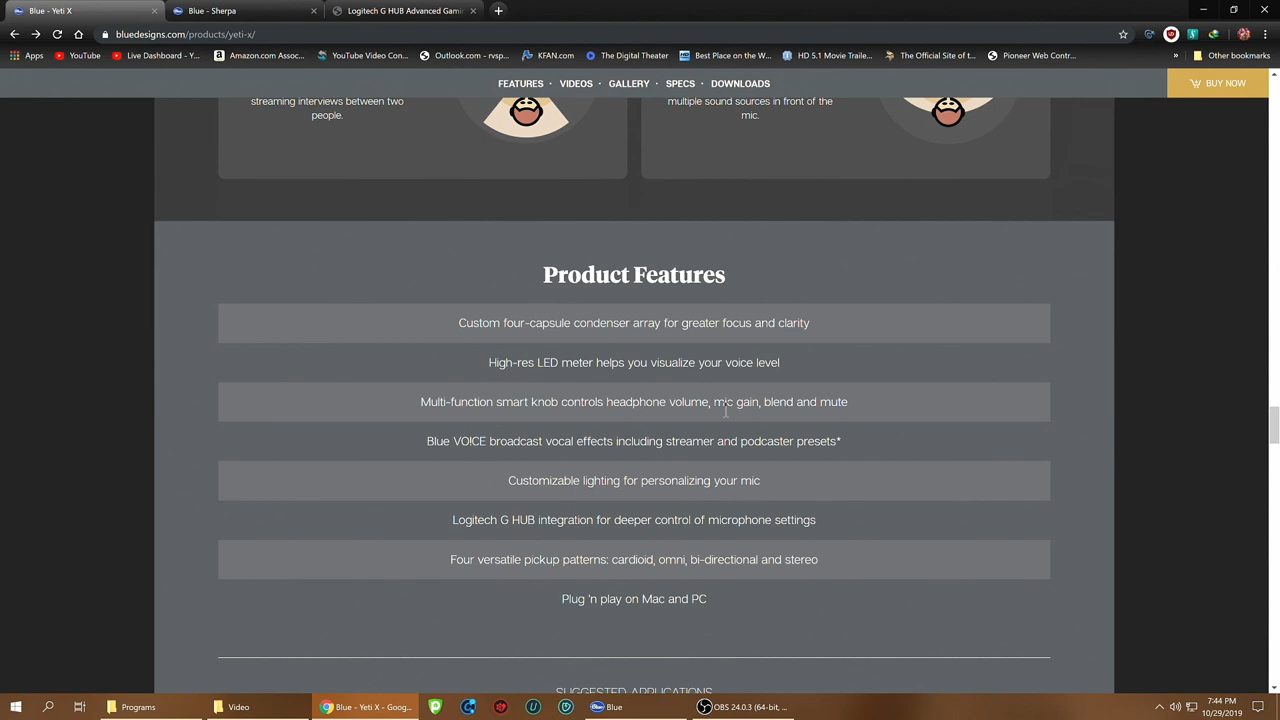 Blue - Yeti X
Blue - Sherpa
Logitech G HUB Advanced Gami
bluedesigns.com/products/yeti-x/
Apps
YouTube
Live Dashboard - Y...
Amazon.com Assoc...
YouTube Video Con...
Outlook.com - rvsp...
KFAN.com
The Digital Theater
Best Place on the W...
HD 5.1 Movie Traile...
The Official Site of t...
Pioneer Web Contr...
Other bookmarks
FEATURES · VIDEOS · GALLERY · SPECS · DOWNLOADS
BUY NOW
streaming interviews between two
people.
multiple sound sources in front of the
mic.
Product Features
Custom four-capsule condenser array for greater focus and clarity
High-res LED meter helps you visualize your voice level
Multi-function smart knob controls headphone volume, mic gain, blend and mute
Blue VO!CE broadcast vocal effects including streamer and podcaster presets*
Customizable lighting for personalizing your mic
Logitech G HUB integration for deeper control of microphone settings
Four versatile pickup patterns: cardioid, omni, bi-directional and stereo
Plug 'n play on Mac and PC
SUGGESTED APPLICATIONS
Programs
Video
Blue - Yeti X - Goog...
Blue
OBS 24.0.3 (64-bit, ...
7:44 PM
10/29/2019